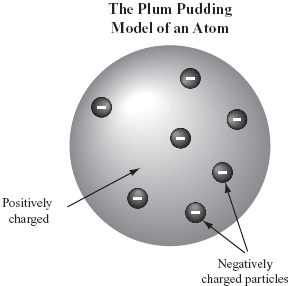 The Plum Pudding
Model of an Atom
Positively
charged
Negatively
charged particles